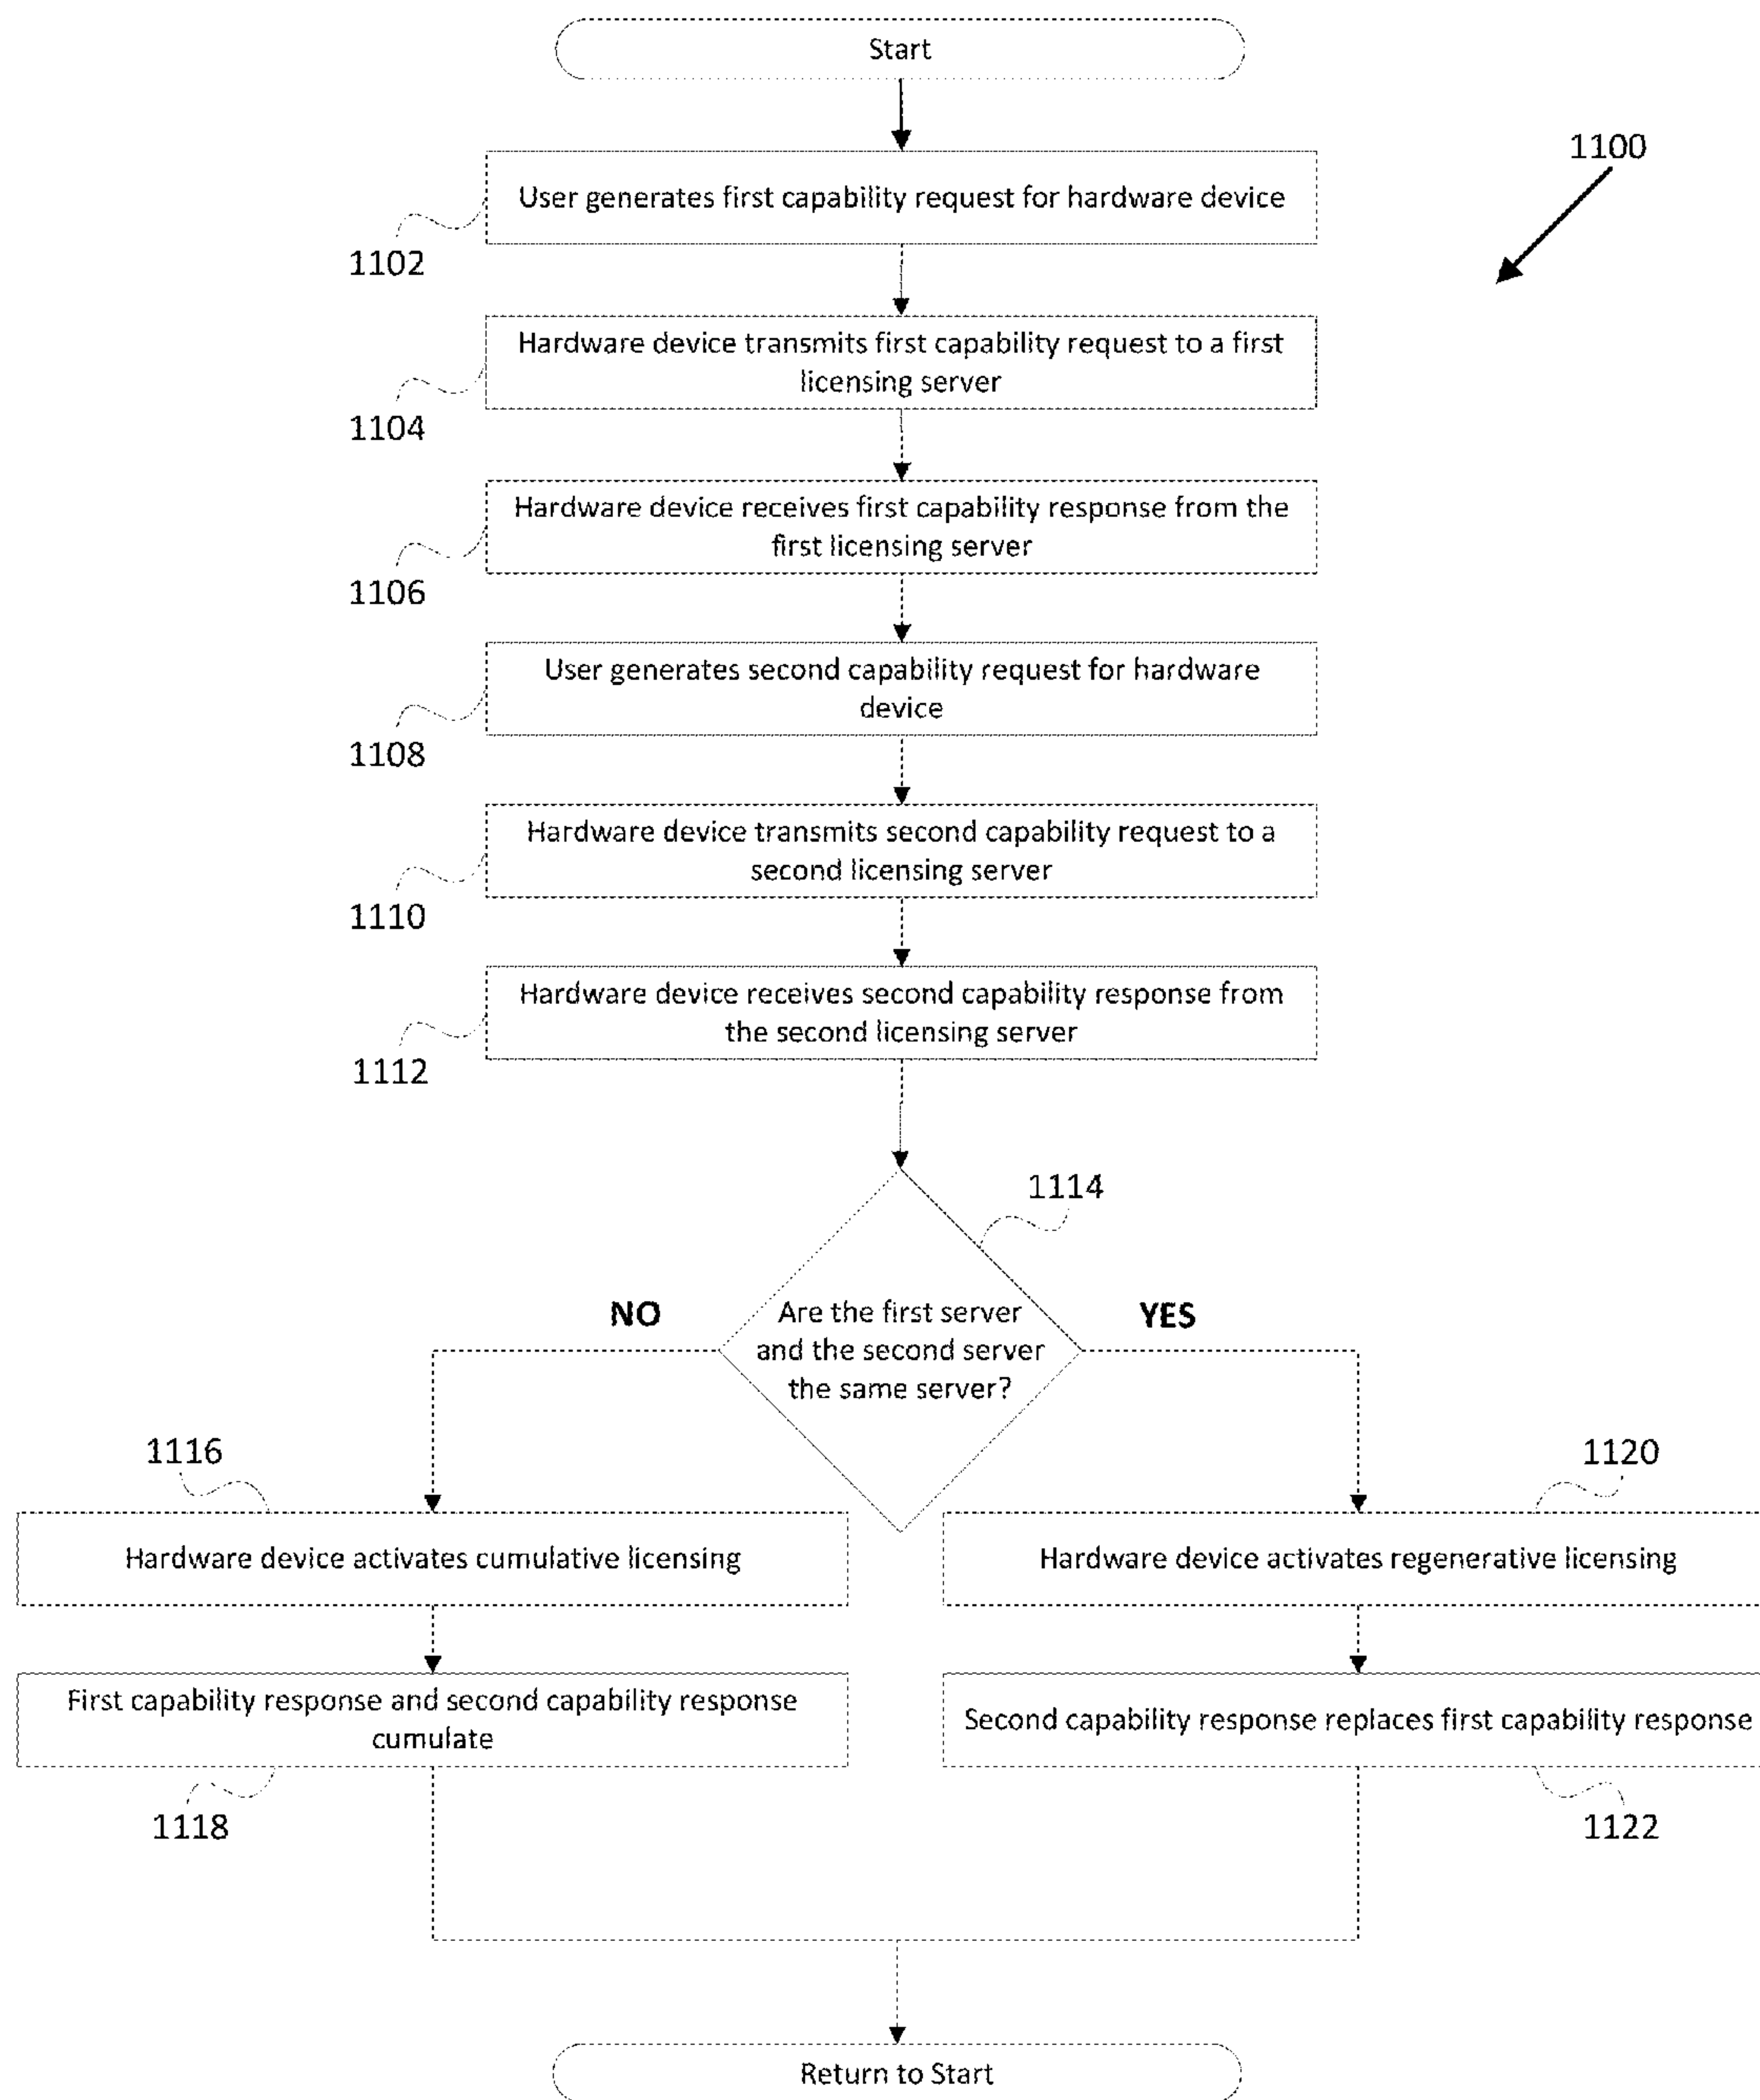 Start
1100
User generates first capability request for hardware device
1102
Hardware device transmits first capability request to a first
licensing server
1104
Hardware device receives first capability response from the
first licensing server
1106
User generates second capability request for hardware
device
1108
Hardware device transmits second capability request to a
second licensing server
1110
Hardware device receives second capability response from
the second licensing server
1112
1114
NO
Are the first server
and the second server
the same server?
YES
1116
Hardware device activates cumulative licensing
1120
Hardware device activates regenerative licensing
First capability response and second capability response
cumulate
1118
Second capability response replaces first capability response
1122
Return to Start